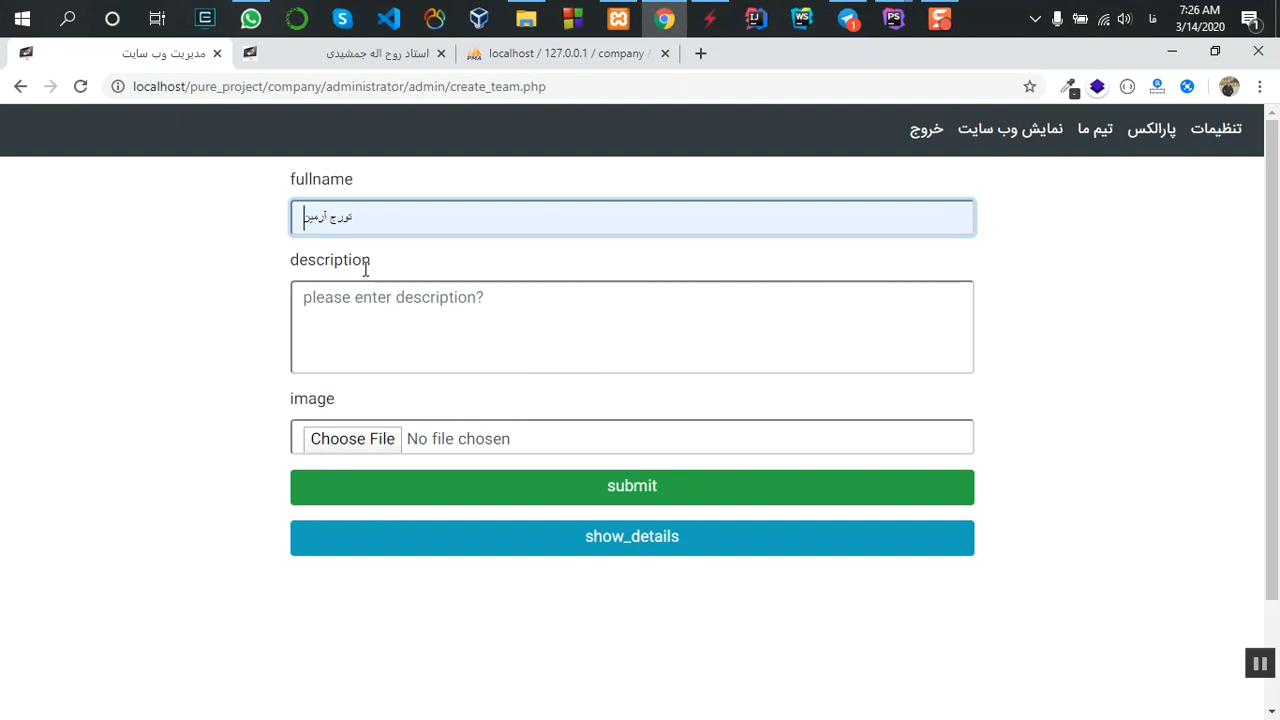 7:26 AM
فا
3/14/2020
مدیریت وب سایت
استاد روح اله جمشیدی
localhost / 127.0.0.1 / company /
localhost/pure_project/company/administrator/admin/create_team.php
تنظیمات
پارالکس
تیم ما
نمایش وب سایت
خروج
fullname
تورج آرمین
description
please enter description?
image
Choose File No file chosen
submit
show_details